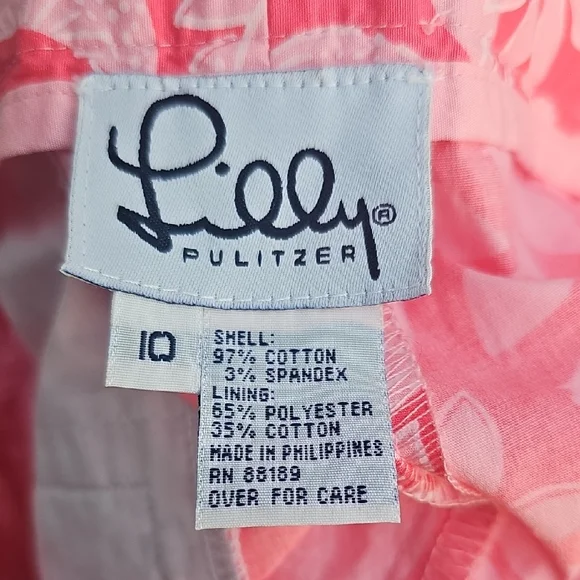 Lilly®
PULITZER
10
SHELL:
97% COTTON
3% SPANDEX
LINING:
65% POLYESTER
35% COTTON
MADE IN PHILIPPINES
RN 88189
OVER FOR CARE